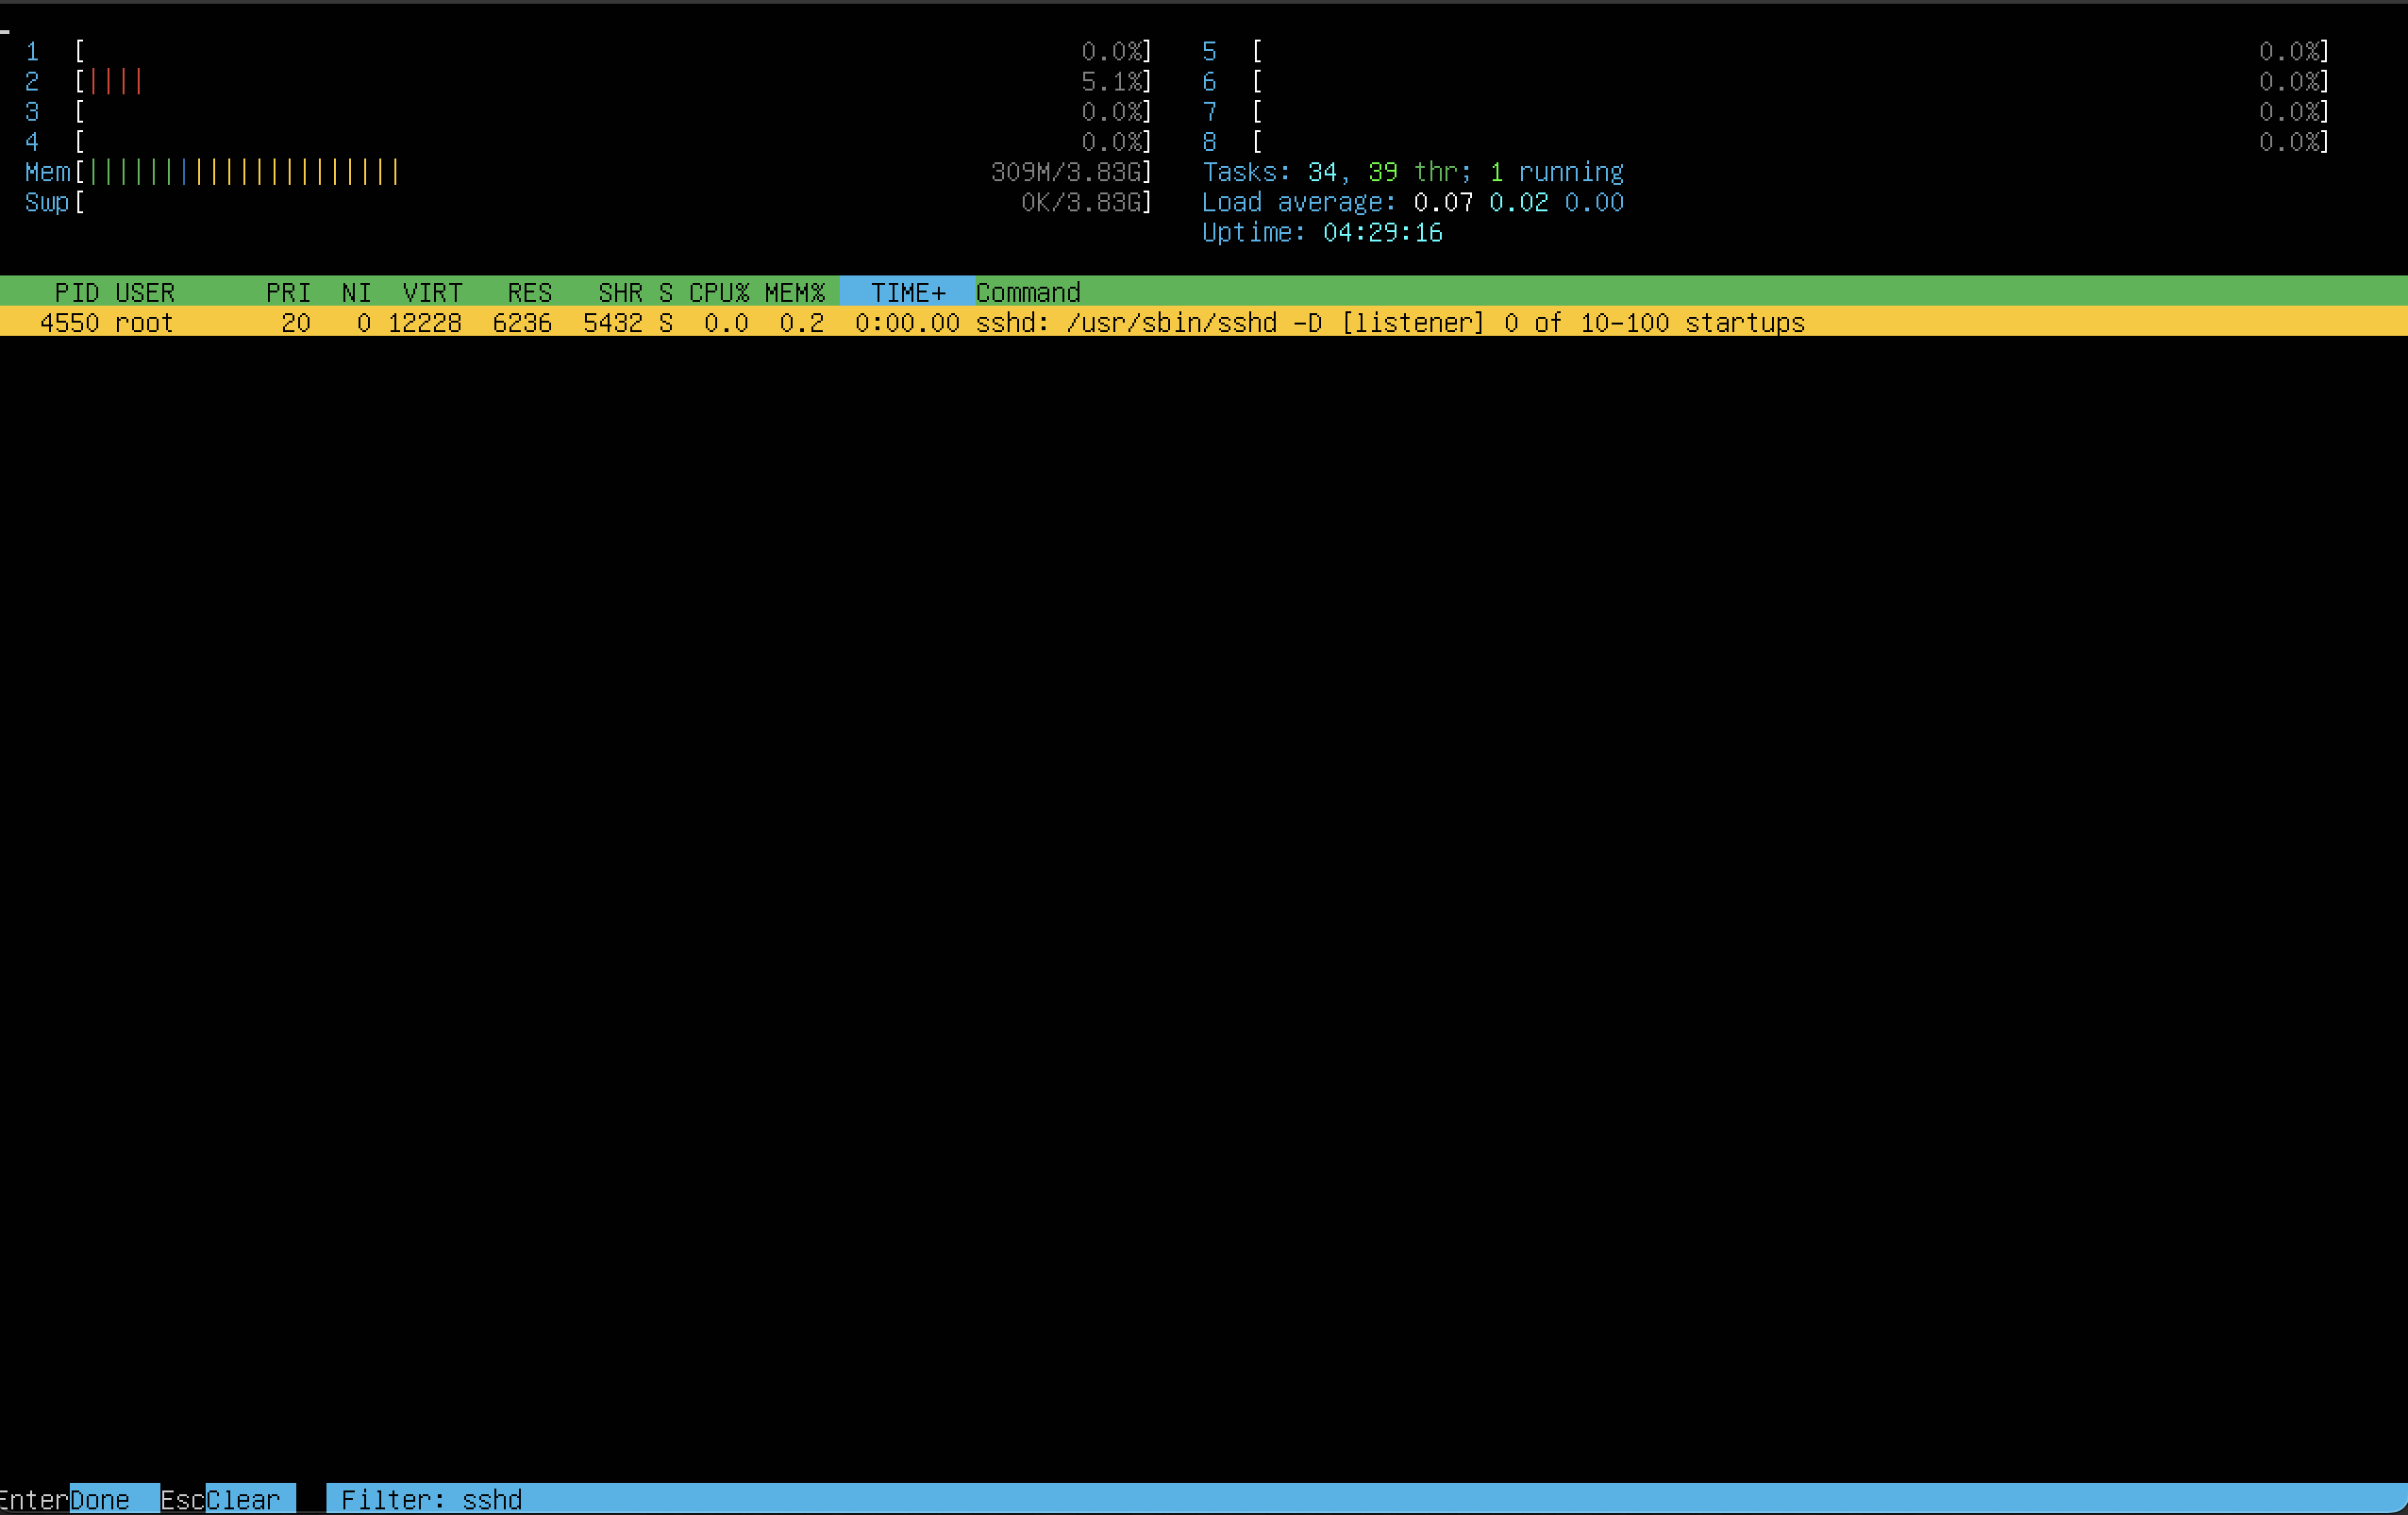 1 [ 0.0%] 5 [ 0.0%]
2 [|||| 5.1%] 6 [ 0.0%]
3 [ 0.0%] 7 [ 0.0%]
4 [ 0.0%] 8 [ 0.0%]
Mem[||||||||||||||||||||| 309M/3.83G] Tasks: 34, 39 thr; 1 running
Swp[ 0K/3.83G] Load average: 0.07 0.02 0.00
Uptime: 04:29:16
PID USER PRI NI VIRT RES SHR S CPU% MEM% TIME+ Command
4550 root 20 0 12228 6236 5432 S 0.0 0.2 0:00.00 sshd: /usr/sbin/sshd -D [listener] 0 of 10-100 startups
EnterDone EscClear Filter: sshd